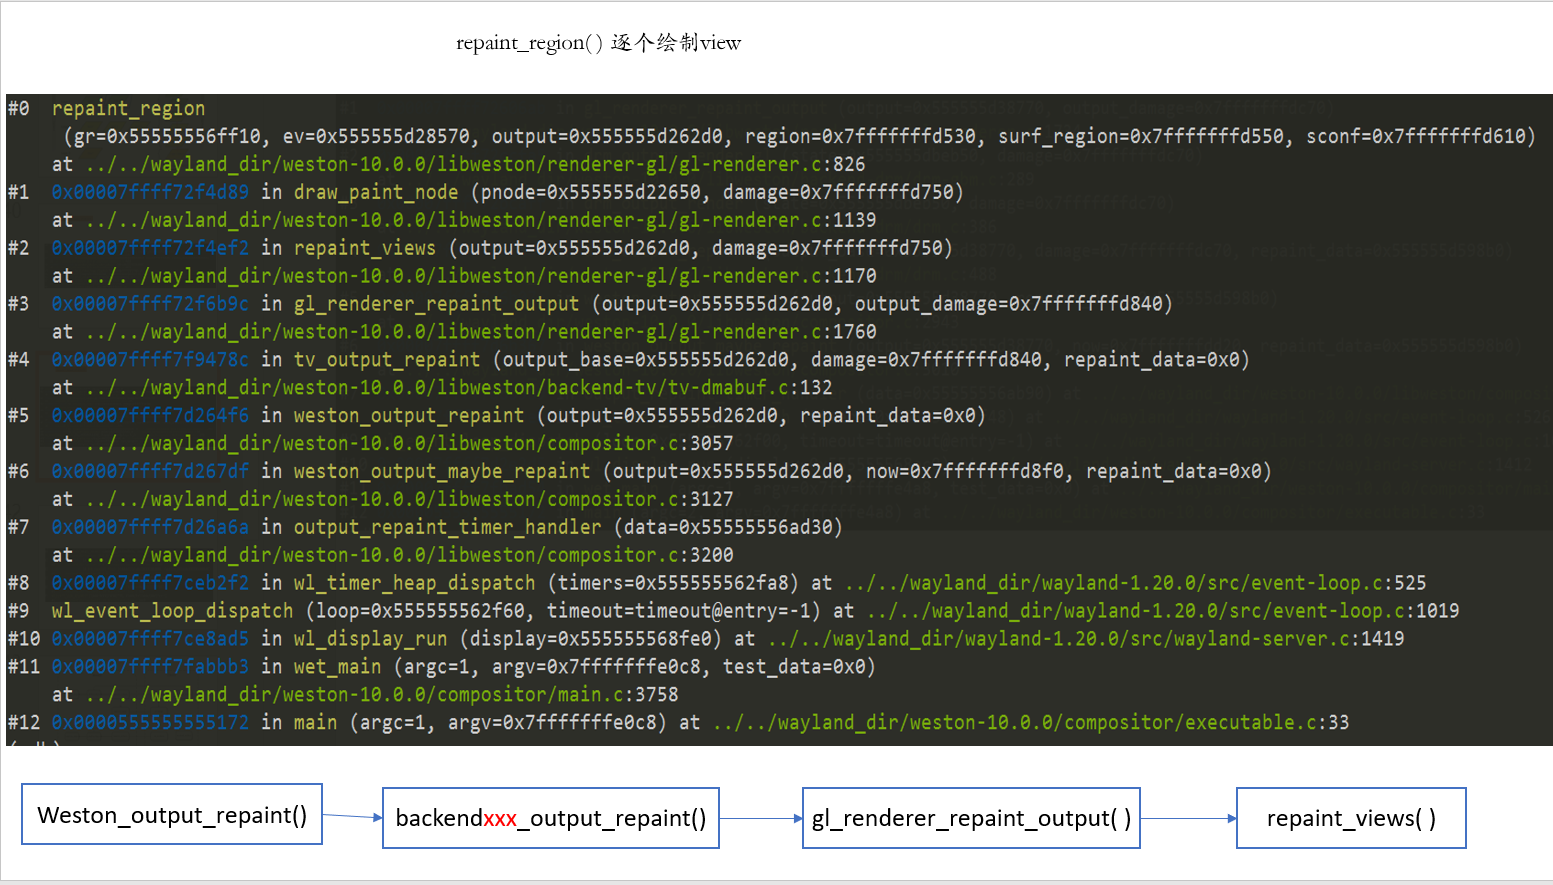 repaint_region( ) 逐个绘制view
#0 repaint_region
(gr=0x55555556ff10, ev=0x555555d28570, output=0x555555d262d0, region=0x7fffffffd530, surf_region=0x7fffffffd550, sconf=0x7fffffffd610)
at ../../wayland_dir/weston-10.0.0/libweston/renderer-gl/gl-renderer.c:826
#1 0x00007ffff72f4d89 in draw_paint_node (pnode=0x555555d22650, damage=0x7fffffffd750)
at ../../wayland_dir/weston-10.0.0/libweston/renderer-gl/gl-renderer.c:1139
#2 0x00007ffff72f4ef2 in repaint_views (output=0x555555d262d0, damage=0x7fffffffd750)
at ../../wayland_dir/weston-10.0.0/libweston/renderer-gl/gl-renderer.c:1170
#3 0x00007ffff72f6b9c in gl_renderer_repaint_output (output=0x555555d262d0, output_damage=0x7fffffffd840)
at ../../wayland_dir/weston-10.0.0/libweston/renderer-gl/gl-renderer.c:1760
#4 0x00007ffff7f9478c in tv_output_repaint (output_base=0x555555d262d0, damage=0x7fffffffd840, repaint_data=0x0)
at ../../wayland_dir/weston-10.0.0/libweston/backend-tv/tv-dmabuf.c:132
#5 0x00007ffff7d264f6 in weston_output_repaint (output=0x555555d262d0, repaint_data=0x0)
at ../../wayland_dir/weston-10.0.0/libweston/compositor.c:3057
#6 0x00007ffff7d267df in weston_output_maybe_repaint (output=0x555555d262d0, now=0x7fffffffd8f0, repaint_data=0x0)
at ../../wayland_dir/weston-10.0.0/libweston/compositor.c:3127
#7 0x00007ffff7d26a6a in output_repaint_timer_handler (data=0x55555556ad30)
at ../../wayland_dir/weston-10.0.0/libweston/compositor.c:3200
#8 0x00007ffff7ceb2f2 in wl_timer_heap_dispatch (timers=0x555555562fa8) at ../../wayland_dir/wayland-1.20.0/src/event-loop.c:525
#9 wl_event_loop_dispatch (loop=0x555555562f60, timeout=timeout@entry=-1) at ../../wayland_dir/wayland-1.20.0/src/event-loop.c:1019
#10 0x00007ffff7ce8ad5 in wl_display_run (display=0x555555568fe0) at ../../wayland_dir/wayland-1.20.0/src/wayland-server.c:1419
#11 0x00007ffff7fabbb3 in wet_main (argc=1, argv=0x7fffffffe0c8, test_data=0x0)
at ../../wayland_dir/weston-10.0.0/compositor/main.c:3758
#12 0x0000555555555172 in main (argc=1, argv=0x7fffffffe0c8) at ../../wayland_dir/weston-10.0.0/compositor/executable.c:33
Weston_output_repaint()
backendxxx_output_repaint()
gl_renderer_repaint_output( )
repaint_views( )